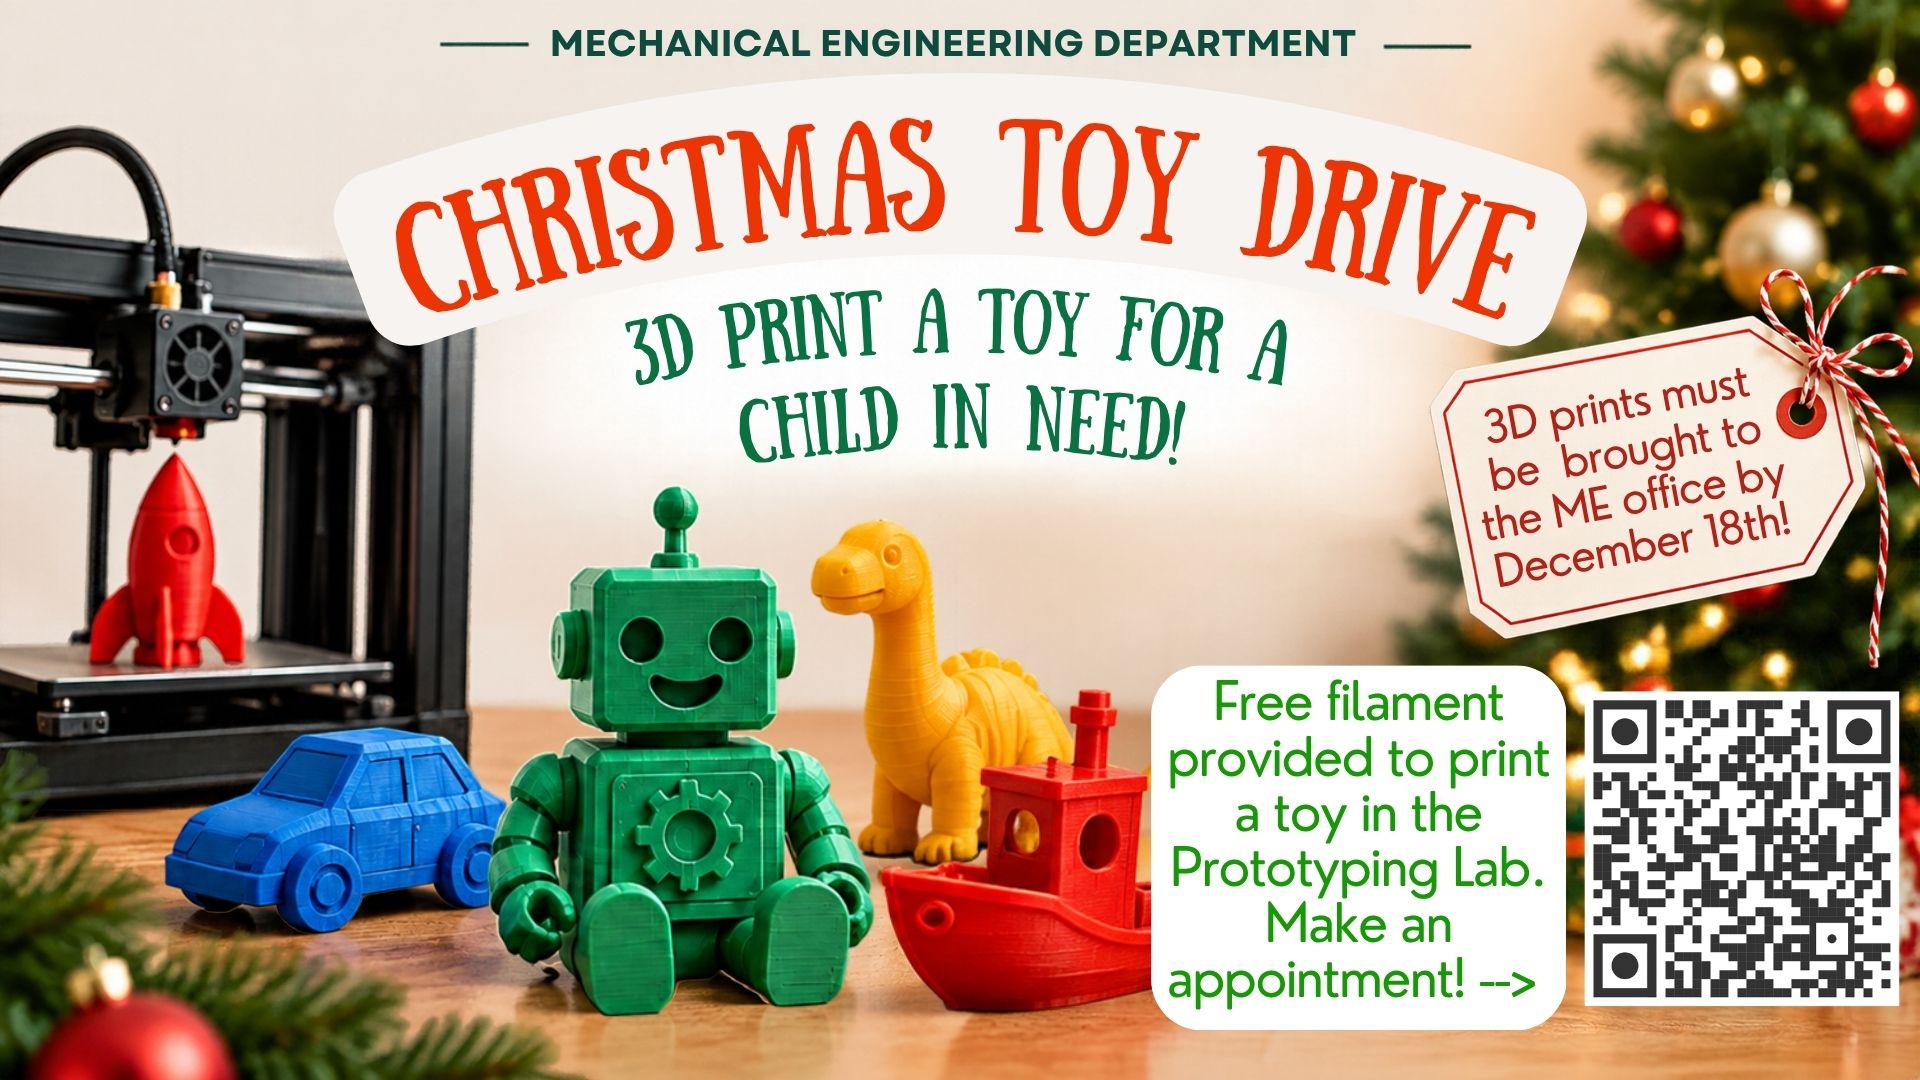 MECHANICAL ENGINEERING DEPARTMENT
CHRISTMAS TOY DRIVE
3D PRINT A TOY FOR A
CHILD IN NEED!
3D prints must
be brought to
the ME office by
December 18th!
Free filament
provided to print
a toy in the
Prototyping Lab.
Make an
appointment! -->